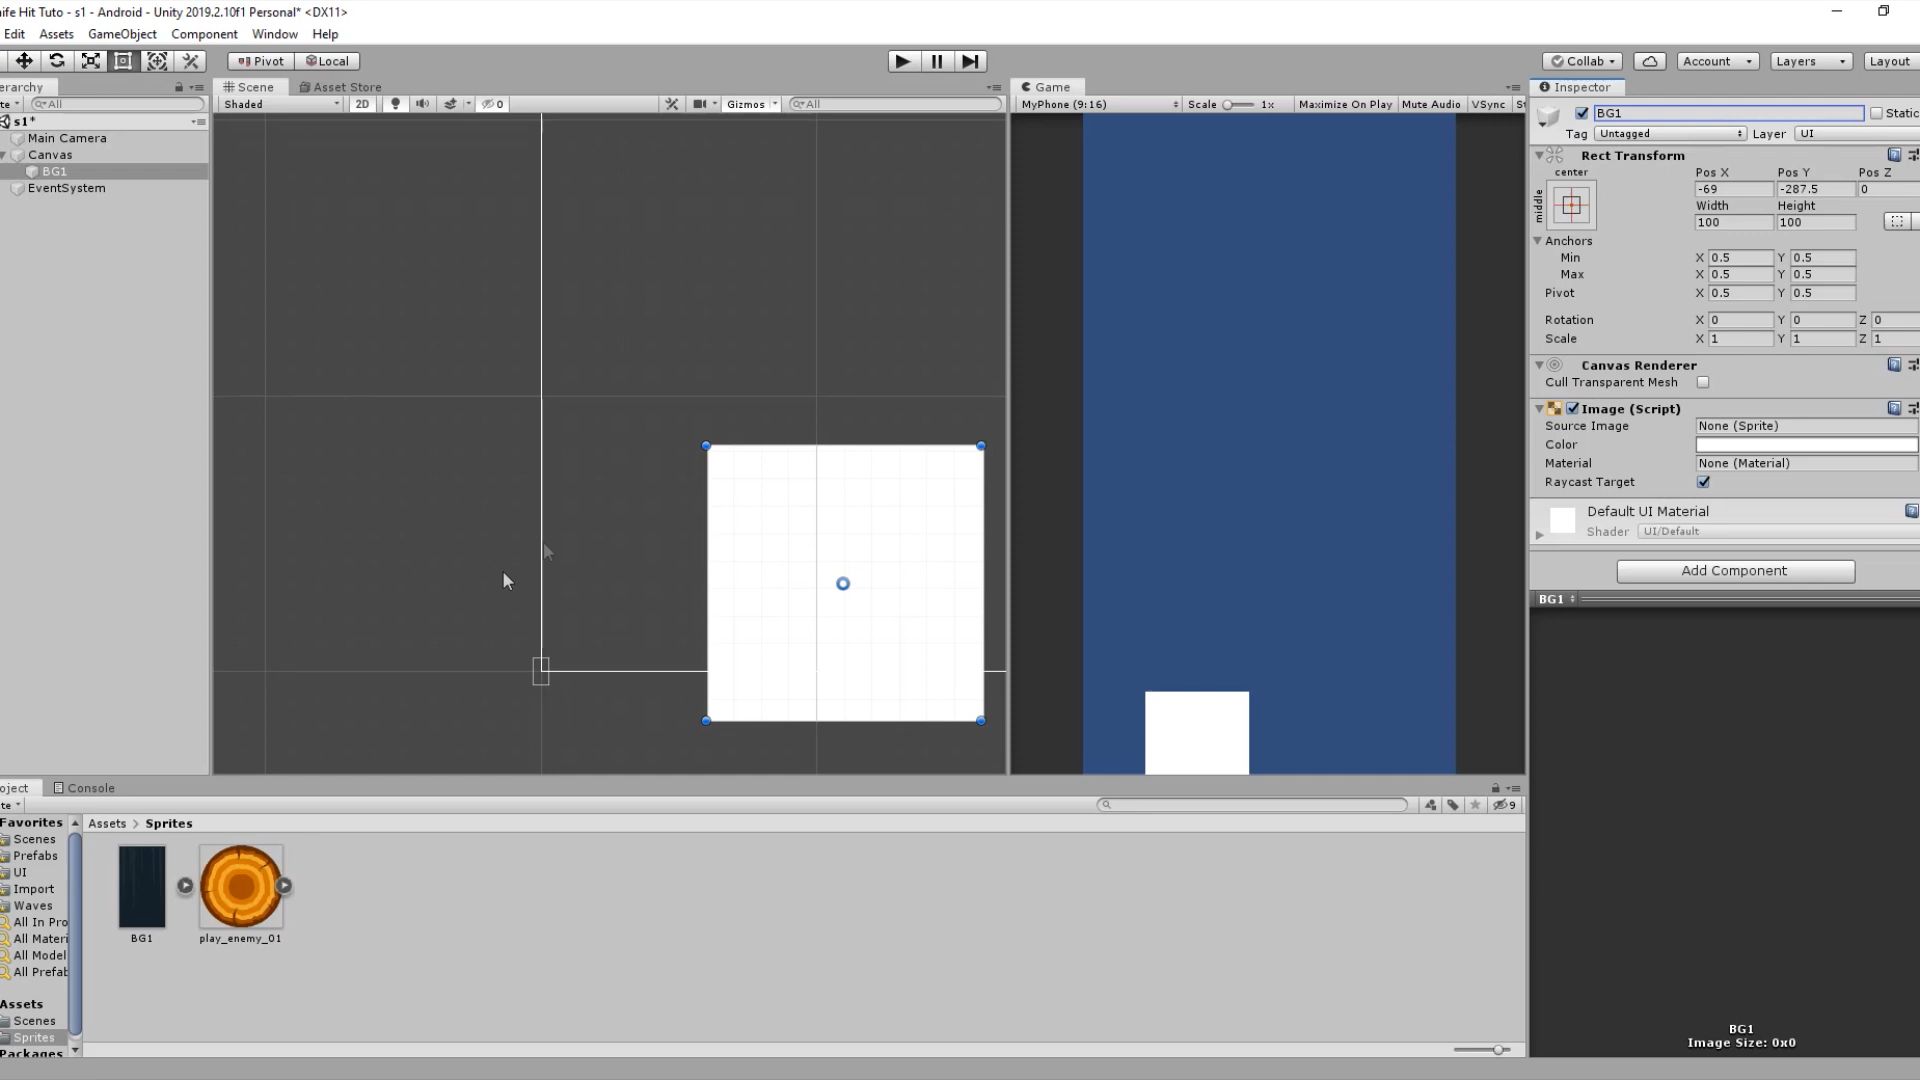 ife Hit Tuto - s1 - Android - Unity 2019.2.10f1 Personal* <DX11>
Edit Assets GameObject Component Window Help
Pivot Local Collab Account Layers Layout
erarchy Scene Asset Store Game Inspector
te All Shaded 2D 0 Gizmos All MyPhone (9:16) Scale 1x Maximize On Play Mute Audio VSync St
BG1 Static
s1*
Tag Untagged Layer UI
Main Camera
Canvas
BG1
EventSystem
Rect Transform
center
middle
Pos X Pos Y Pos Z
-69 -287.5 0
Width Height
100 100
Anchors
Min X 0.5 Y 0.5
Max X 0.5 Y 0.5
Pivot X 0.5 Y 0.5
Rotation X 0 Y 0 Z 0
Scale X 1 Y 1 Z 1
Canvas Renderer
Cull Transparent Mesh
Image (Script)
Source Image None (Sprite)
Color
Material None (Material)
Raycast Target
Default UI Material
Shader UI/Default
Add Component
BG1
oject Console
te 9
Favorites
Scenes
Prefabs
UI
Import
Waves
All In Pro
All Materi
All Model
All Prefab
Assets
Scenes
Sprites
Packages
Assets > Sprites
BG1 play_enemy_01
BG1
Image Size: 0x0